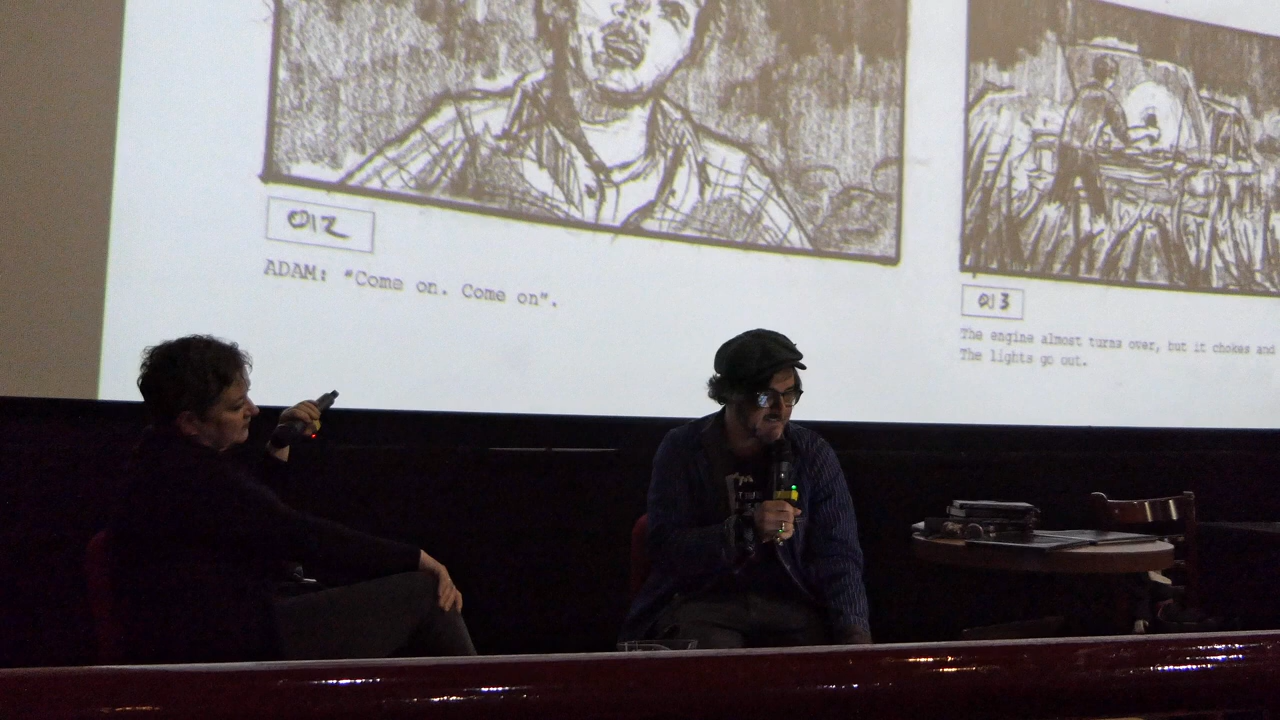 012
ADAM: "Come on. Come on".
013
The engine almost turns over, but it chokes and
The lights go out.